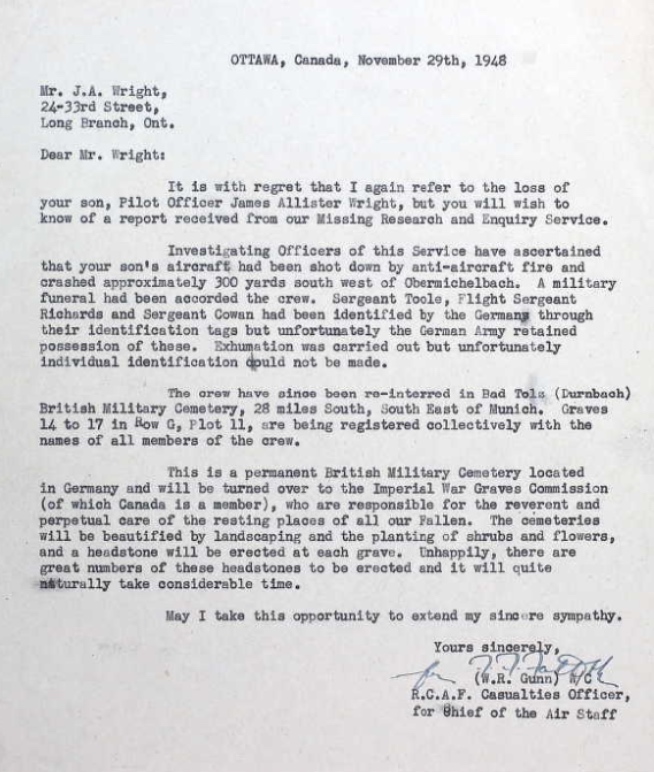 OTTAWA, Canada, November 29th, 1948
Mr. J.A. Wright,
24-33rd Street,
Long Branch, Ont.
Dear Mr. Wright:
It is with regret that I again refer to the loss of
your son, Pilot Officer James Allister Wright, but you will wish to
know of a report received from our Missing Research and Enquiry Service.
Investigating Officers of this Service have ascertained
that your son's aircraft had been shot down by anti-aircraft fire and
crashed approximately 300 yards south west of Obermichelbach. A military
funeral had been accorded the crew. Sergeant Toole, Flight Sergeant
Richards and Sergeant Cowan had been identified by the Germans through
their identification tags but unfortunately the German Army retained
possession of these. Exhumation was carried out but unfortunately
individual identification could not be made.
The crew have since been re-interred in Bad Tolz (Durnbach)
British Military Cemetery, 28 miles South, South East of Munich. Graves
14 to 17 in Row G, Plot 11, are being registered collectively with the
names of all members of the crew.
This is a permanent British Military Cemetery located
in Germany and will be turned over to the Imperial War Graves Commission
(of which Canada is a member), who are responsible for the reverent and
perpetual care of the resting places of all our Fallen. The cemeteries
will be beautified by landscaping and the planting of shrubs and flowers,
and a headstone will be erected at each grave. Unhappily, there are
great numbers of these headstones to be erected and it will quite
naturally take considerable time.
May I take this opportunity to extend my sincere sympathy.
Yours sincerely,
for
(W.R. Gunn) W/C
R.C.A.F. Casualties Officer,
for Chief of the Air Staff